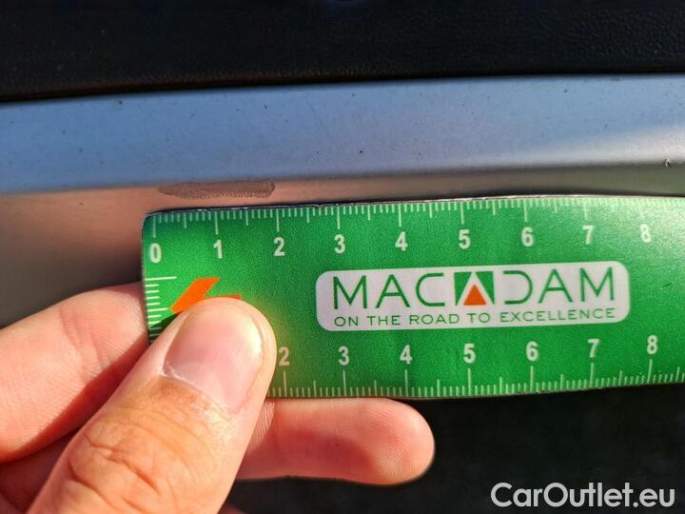 0 1 2 3 4 5 6 7 8
MACADAM
ON THE ROAD TO EXCELLENCE
2 3 4 5 6 7 8
CarOutlet.eu